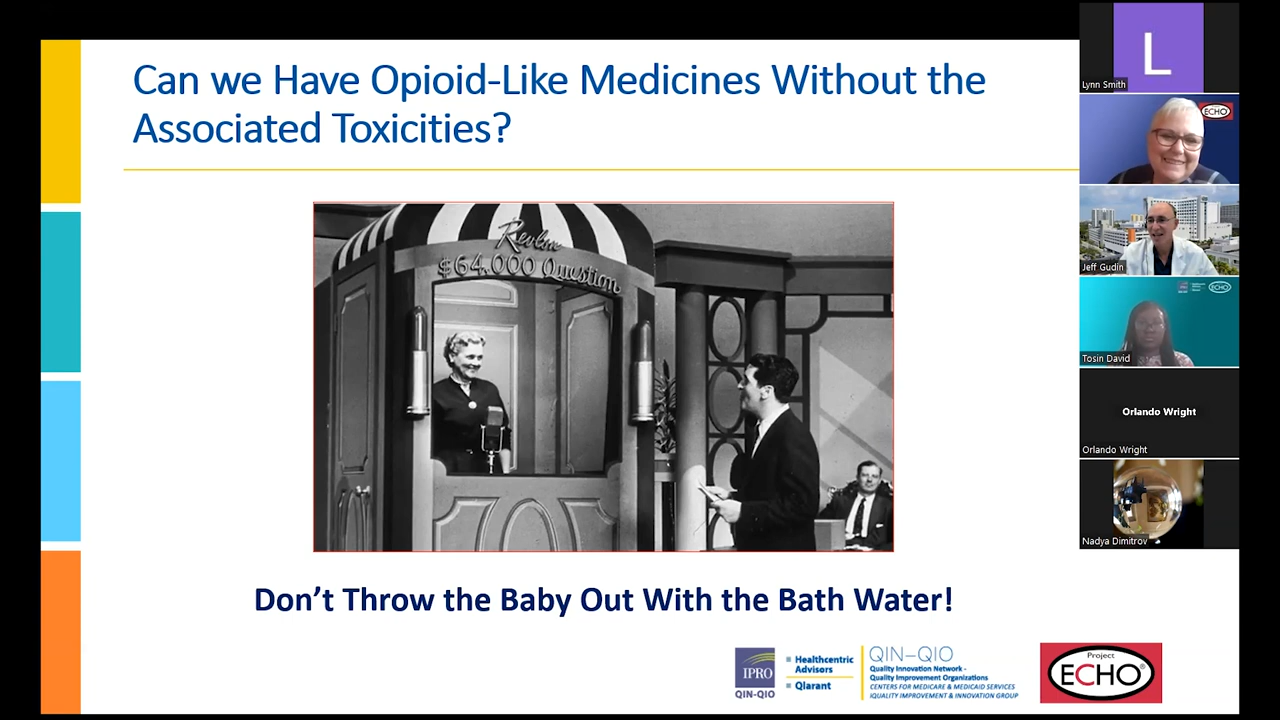 Can we Have Opioid-Like Medicines Without the
Associated Toxicities?
Revlon
$64,000 Question
Don't Throw the Baby Out With the Bath Water!
IPRO
QIN-QIO
Healthcentric
Advisors
Qlarant
QIN–QIO
Quality Innovation Network -
Quality Improvement Organizations
CENTERS FOR MEDICARE & MEDICAID SERVICES
iQUALITY IMPROVEMENT & INNOVATION GROUP
Project
ECHO®
L
Lynn Smith
ECHO
Jeff Gudin
ECHO
Tosin David
Orlando Wright
Orlando Wright
Nadya Dimitrov